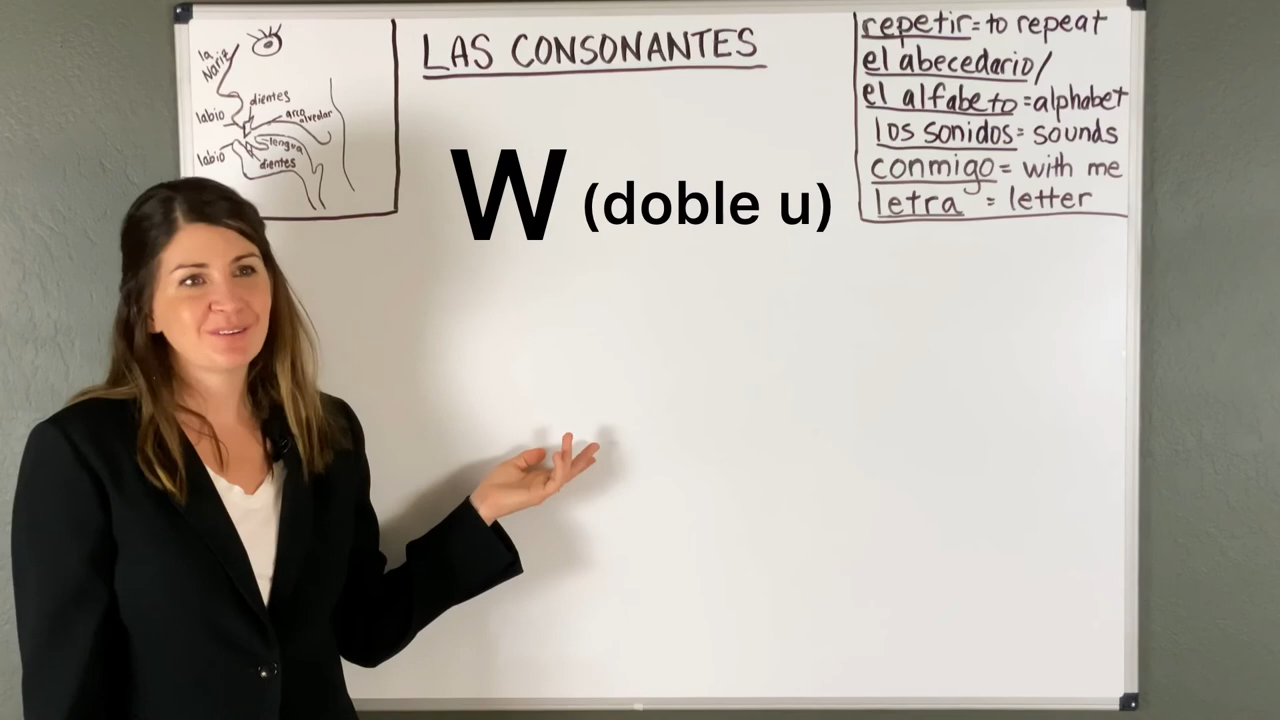 la
Nariz
dientes
labio
arco
alveolar
lengua
labio
dientes
LAS CONSONANTES
W (doble u)
repetir = to repeat
el abecedario/
el alfabeto = alphabet
los sonidos = sounds
conmigo = with me
letra = letter